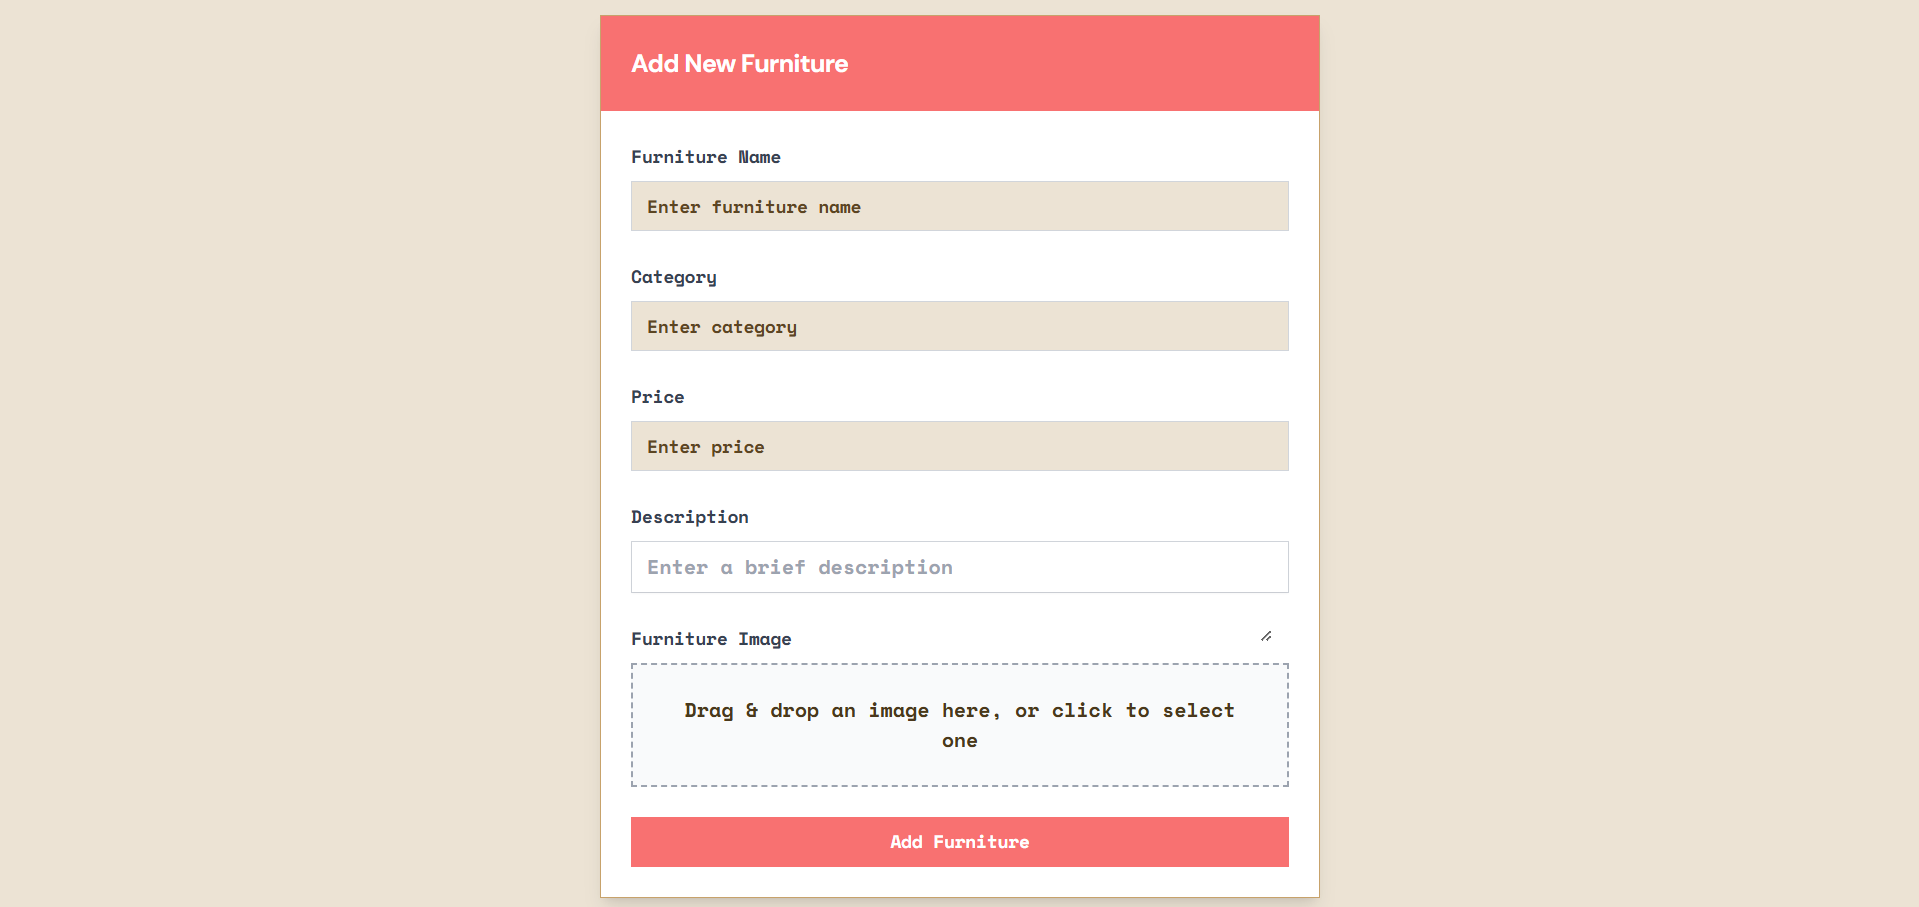 Add New Furniture
Furniture Name
Enter furniture name
Category
Enter category
Price
Enter price
Description
Enter a brief description
Furniture Image
Drag & drop an image here, or click to select
one
Add Furniture